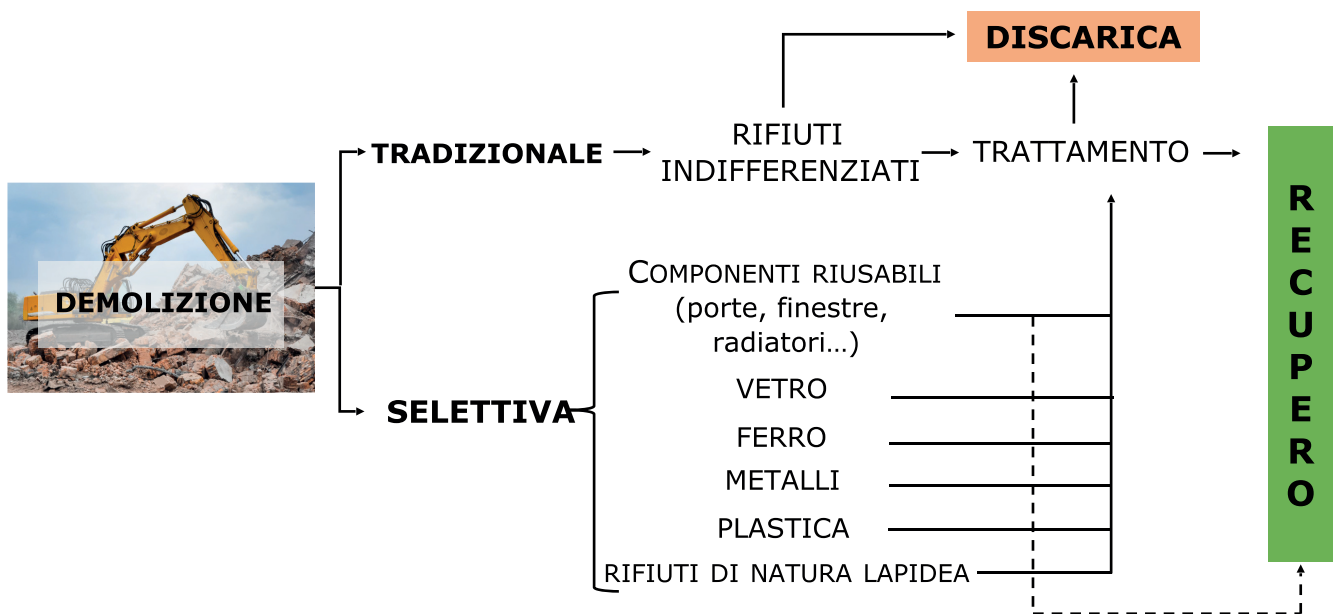 DISCARICA
RIFIUTI
INDIFFERENZIATI
TRADIZIONALE
TRATTAMENTO
DEMOLIZIONE
RECUPERO
COMPONENTI RIUSABILI
(porte, finestre,
radiatori...)
VETRO
SELETTIVA
FERRO
METALLI
PLASTICA
RIFIUTI DI NATURA LAPIDEA